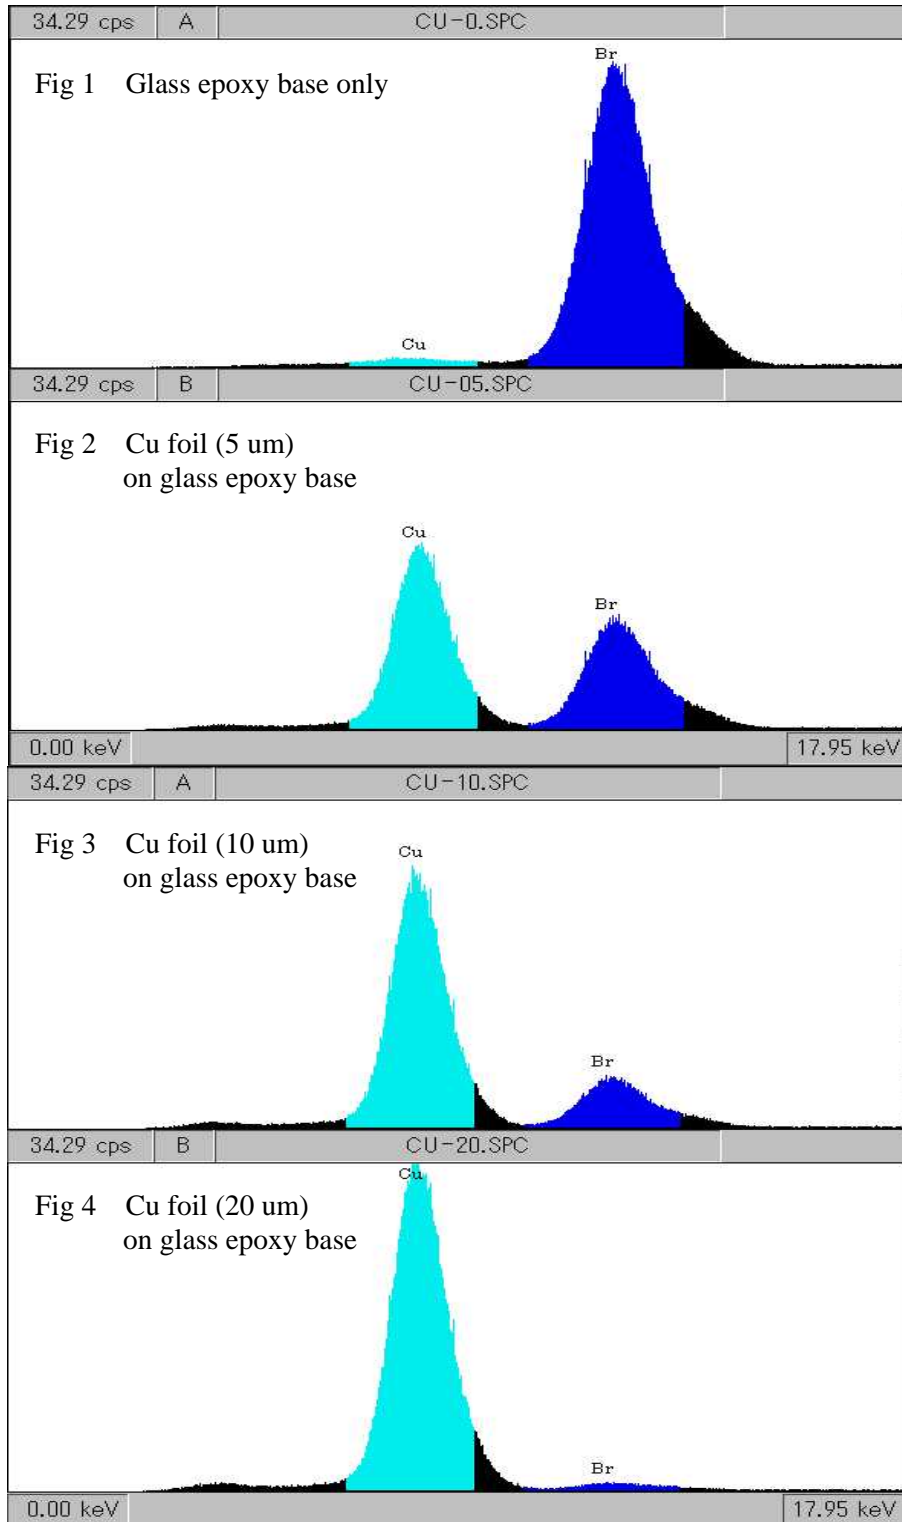 34.29 cps A CU-0.SPC
Br
Fig 1 Glass epoxy base only
Cu
34.29 cps B CU-05.SPC
Fig 2 Cu foil (5 um)
on glass epoxy base
Cu
Br
0.00 keV 17.95 keV
34.29 cps A CU-10.SPC
Fig 3 Cu foil (10 um)
on glass epoxy base
Cu
Br
34.29 cps B CU-20.SPC
Cu
Fig 4 Cu foil (20 um)
on glass epoxy base
Br
0.00 keV 17.95 keV